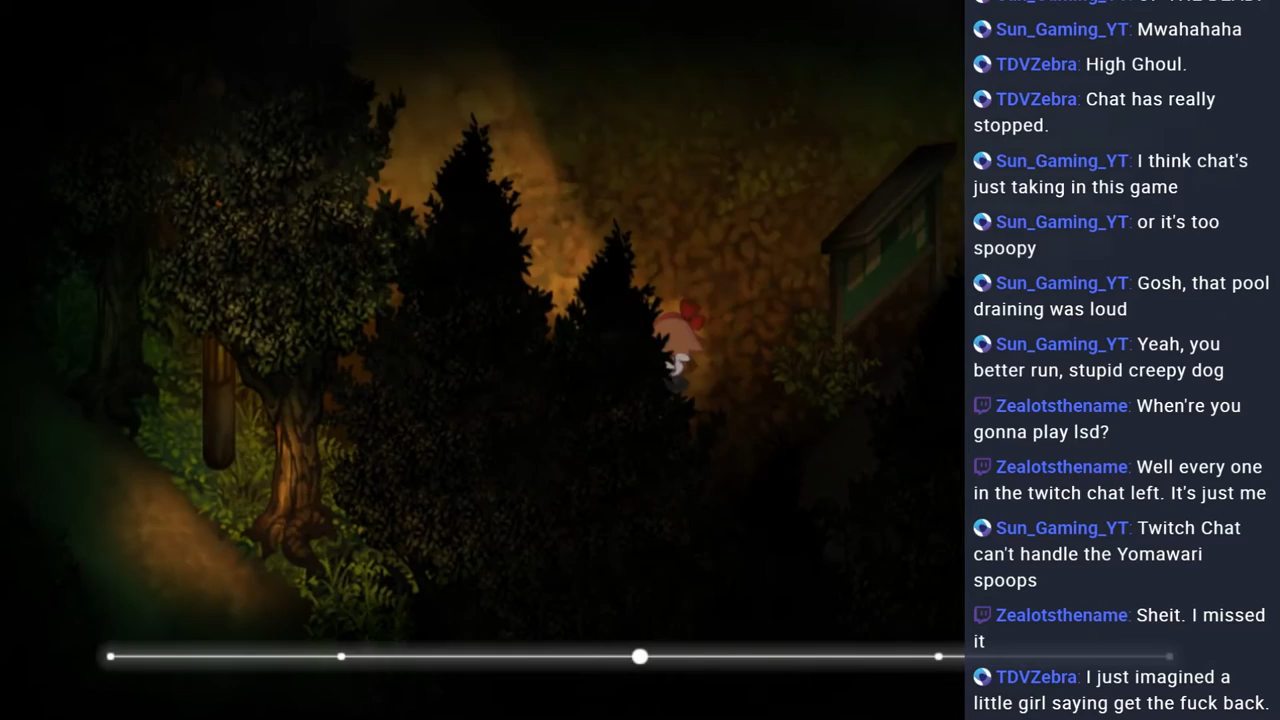 Sun_Gaming_YT: Mwahahaha
TDVZebra: High Ghoul.
TDVZebra: Chat has really
stopped.
Sun_Gaming_YT: I think chat's
just taking in this game
Sun_Gaming_YT: or it's too
spoopy
Sun_Gaming_YT: Gosh, that pool
draining was loud
Sun_Gaming_YT: Yeah, you
better run, stupid creepy dog
Zealotsthename: When're you
gonna play lsd?
Zealotsthename: Well every one
in the twitch chat left. It's just me
Sun_Gaming_YT: Twitch Chat
can't handle the Yomawari
spoops
Zealotsthename: Sheit. I missed
it
TDVZebra: I just imagined a
little girl saying get the fuck back.